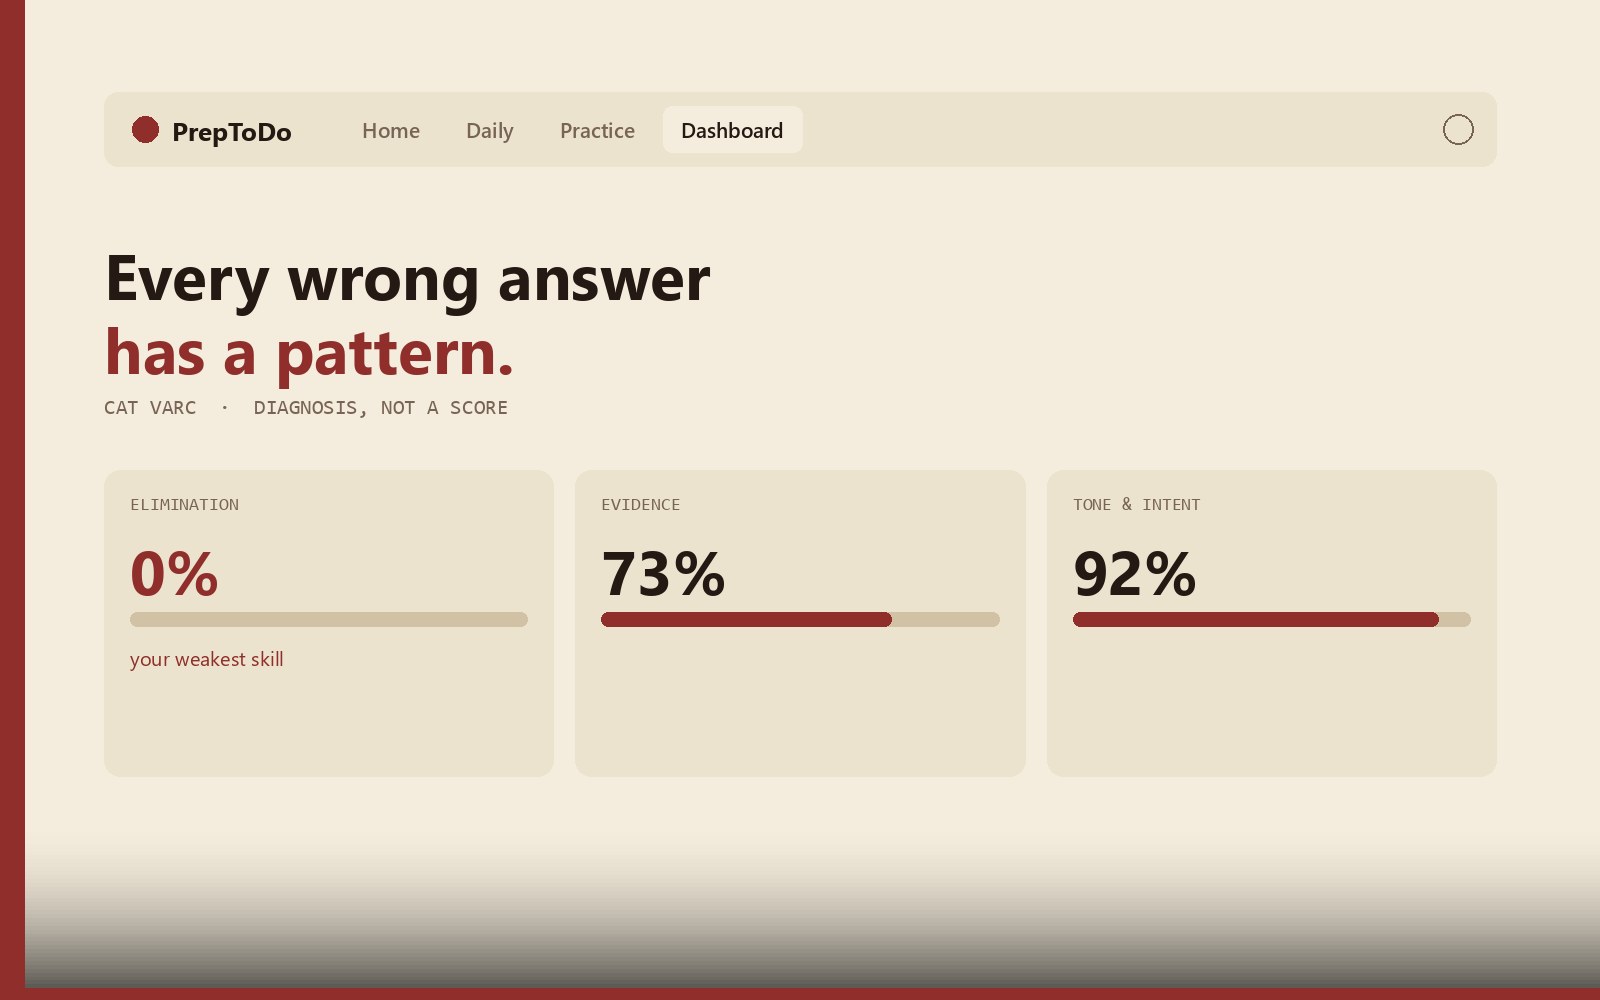 PrepToDo Home Daily Practice Dashboard
Every wrong answer
has a pattern.
CAT VARC · DIAGNOSIS, NOT A SCORE
ELIMINATION
0%
your weakest skill
EVIDENCE
73%
TONE & INTENT
92%